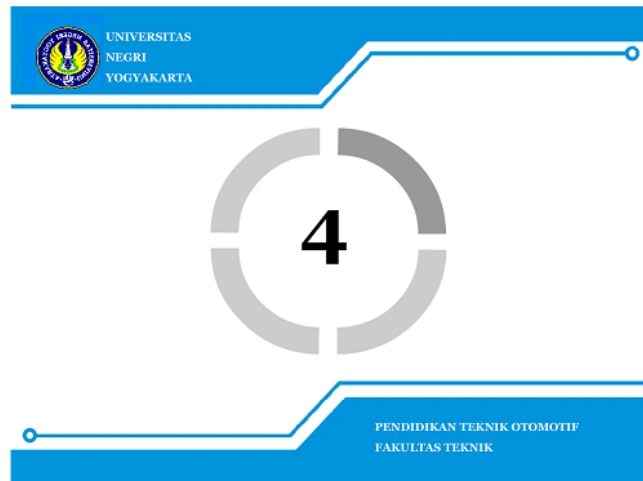 UNIVERSITAS
NEGRI
YOGYAKARTA
4
PENDIDIKAN TEKNIK OTOMOTIF
FAKULTAS TEKNIK